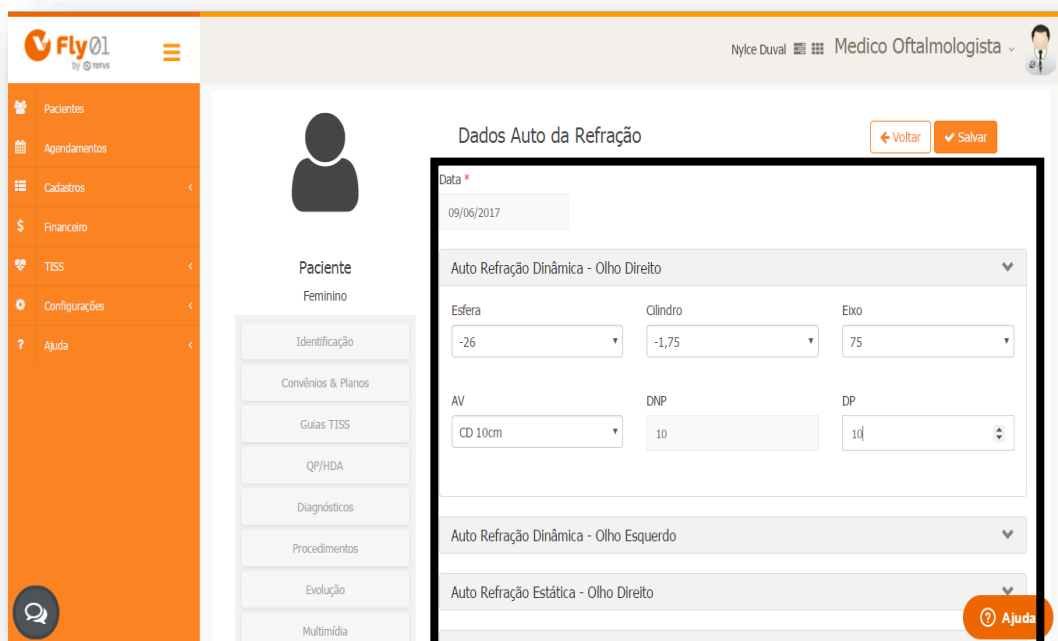 Fly01
by TOTVS
Nylce Duval Medico Oftalmologista
Pacientes
Agendamentos
Cadastros
Financeiro
TISS
Configurações
? Ajuda
Paciente
Feminino
Identificação
Convênios & Planos
Guias TISS
QP/HDA
Diagnósticos
Procedimentos
Evolução
Multimídia
Dados Auto da Refração
Voltar
Salvar
Data *
09/06/2017
Auto Refração Dinâmica - Olho Direito
Esfera Cilindro Eixo
-26 -1,75 75
AV DNP DP
CD 10cm 10 10
Auto Refração Dinâmica - Olho Esquerdo
Auto Refração Estática - Olho Direito
? Ajuda